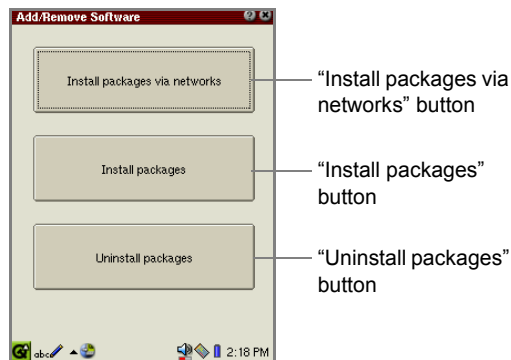 Add/Remove Software
Install packages via networks
“Install packages via
networks” button
Install packages
“Install packages”
button
Uninstall packages
“Uninstall packages”
button
abc
2:18 PM